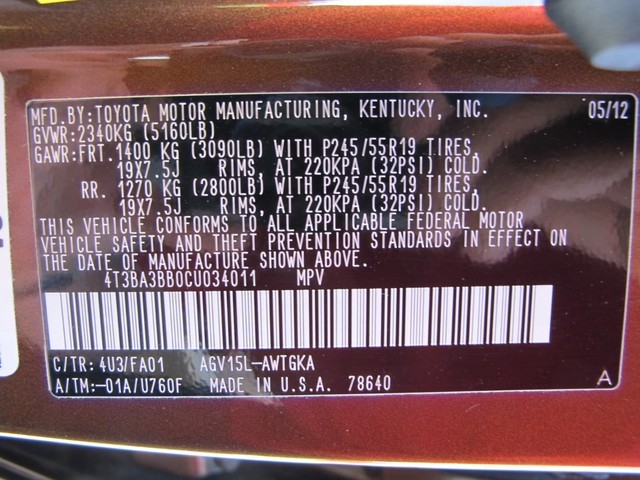 MFD.BY:TOYOTA MOTOR MANUFACTURING, KENTUCKY, INC. 05/12
GVWR:2340KG (5160LB)
GAWR:FRT.1400 KG (3090LB) WITH P245/55R19 TIRES,
19X7.5J RIMS, AT 220KPA (32PSI) COLD.
RR. 1270 KG (2800LB) WITH P245/55R19 TIRES,
19X7.5J RIMS, AT 220KPA (32PSI) COLD.
THIS VEHICLE CONFORMS TO ALL APPLICABLE FEDERAL MOTOR
VEHICLE SAFETY AND THEFT PREVENTION STANDARDS IN EFFECT ON
THE DATE OF MANUFACTURE SHOWN ABOVE.
4T3BA3BB0CU034011 MPV
C/TR: 4U3/FA01 AGV15L-AWTGKA
A/TM:-01A/U760F MADE IN U.S.A. 78640 A